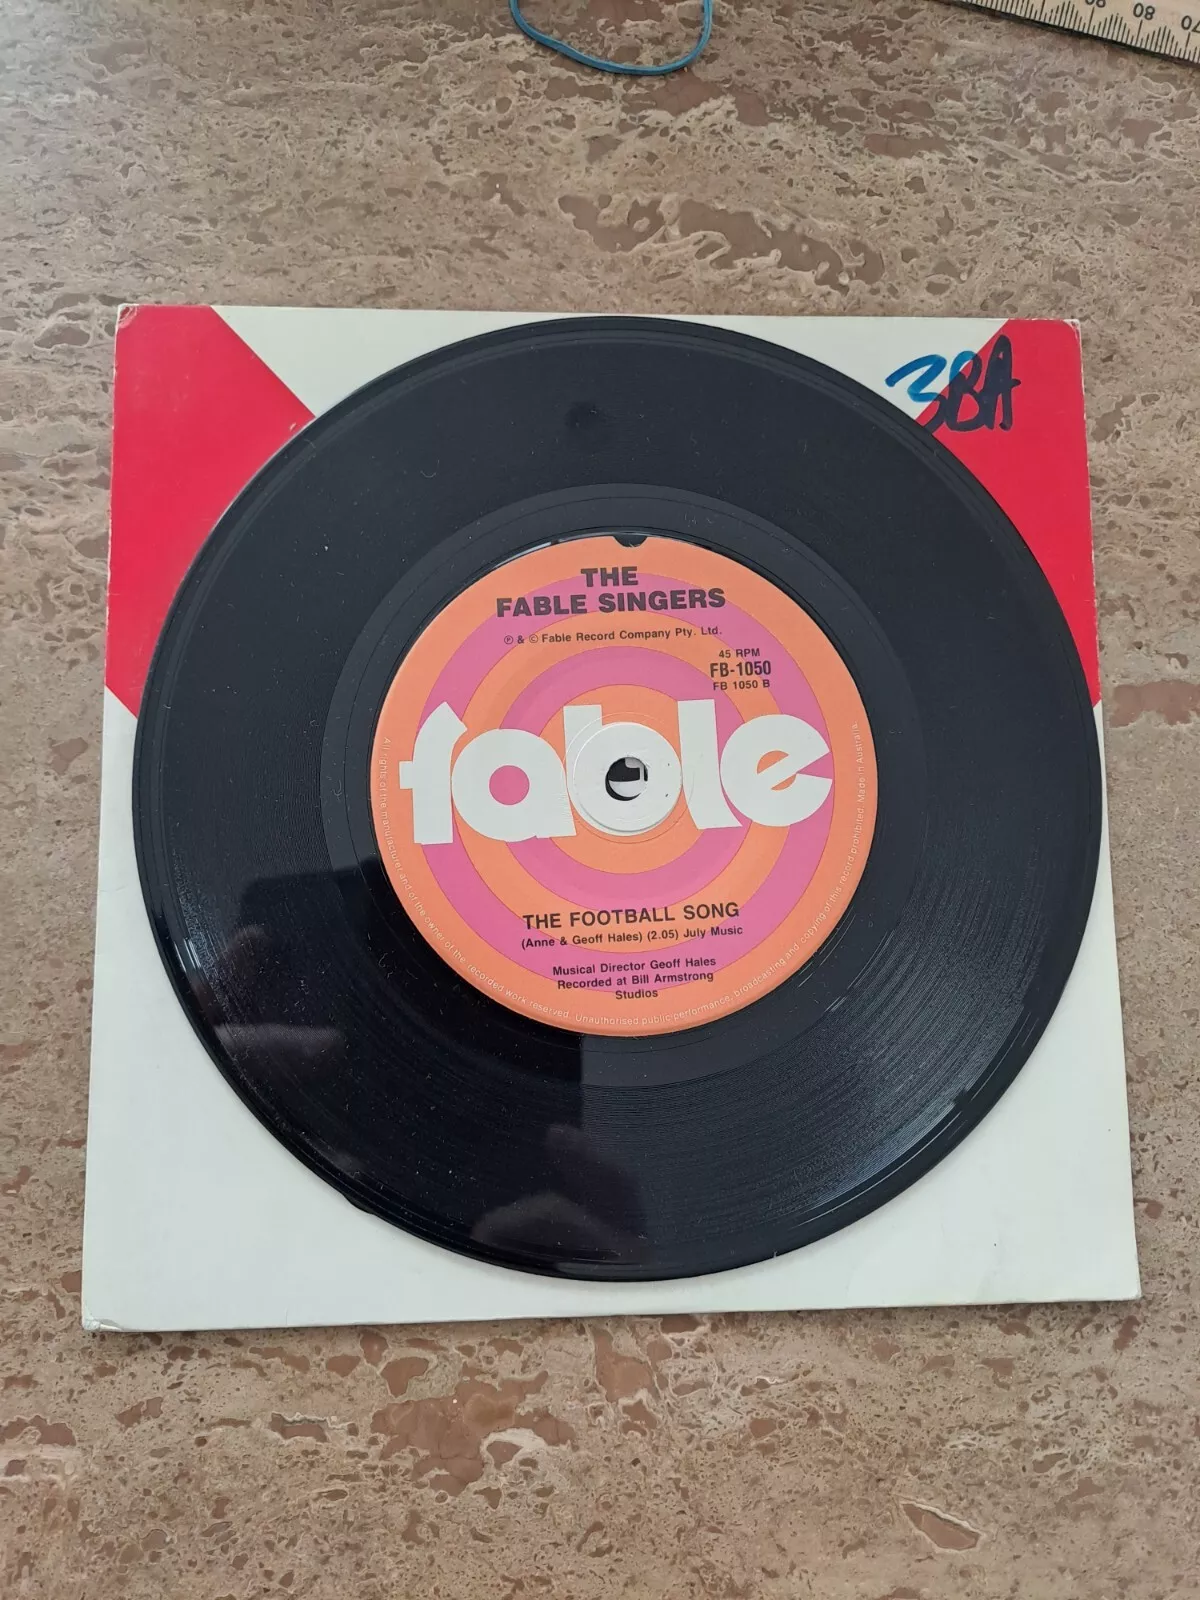 70
80
90
3BA
THE
FABLE SINGERS
℗ & © Fable Record Company Pty. Ltd.
45 RPM
FB-1050
FB 1050 B
fable
THE FOOTBALL SONG
(Anne & Geoff Hales) (2.05) July Music
Musical Director Geoff Hales
Recorded at Bill Armstrong
Studios
All rights of the manufacturer and of the owner of the recorded work reserved. Unauthorised public performance, broadcasting and copying of this record prohibited. Made in Australia.